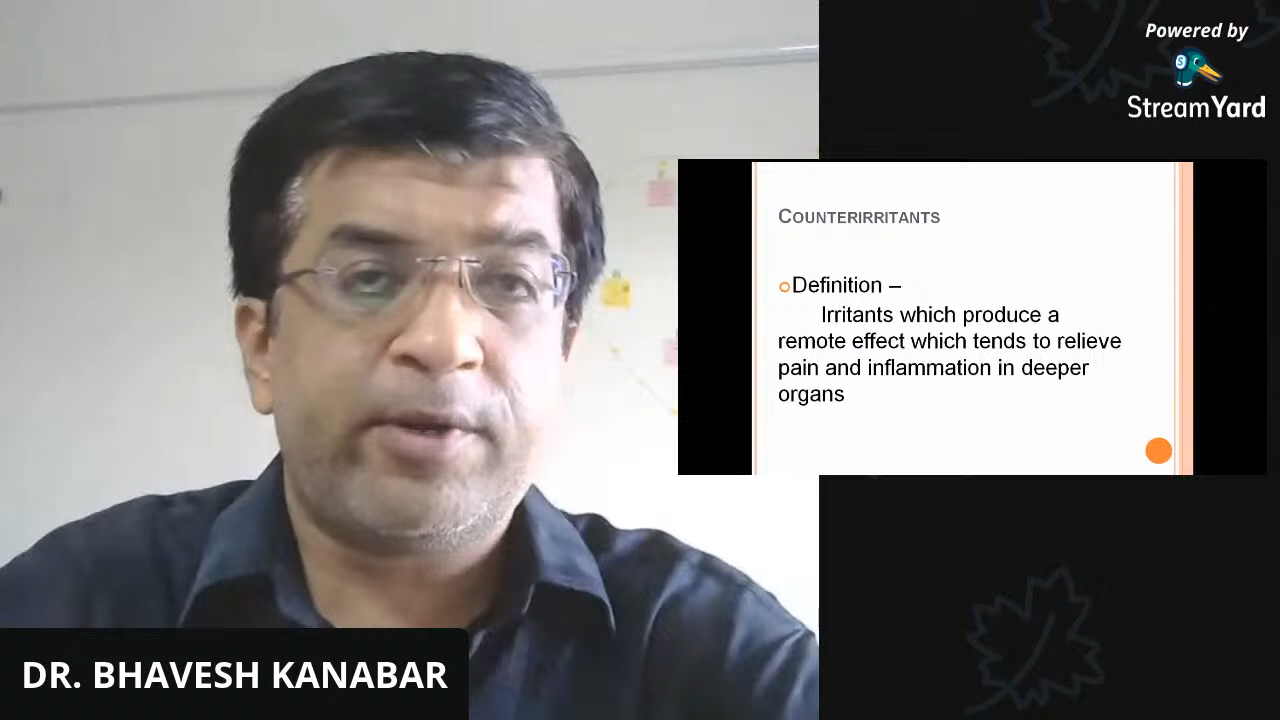 Powered by
StreamYard
COUNTERIRRITANTS
Definition –
Irritants which produce a
remote effect which tends to relieve
pain and inflammation in deeper
organs
DR. BHAVESH KANABAR